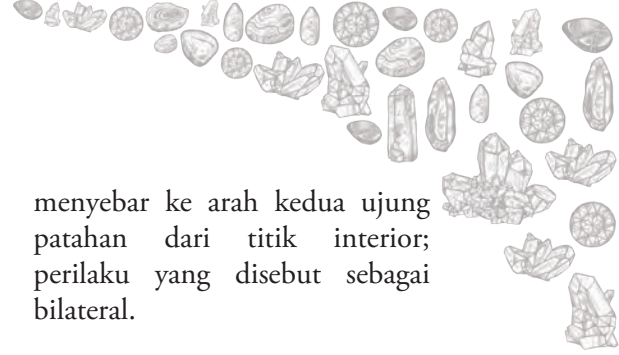 menyebar ke arah kedua ujung
patahan dari titik interior;
perilaku yang disebut sebagai
bilateral.